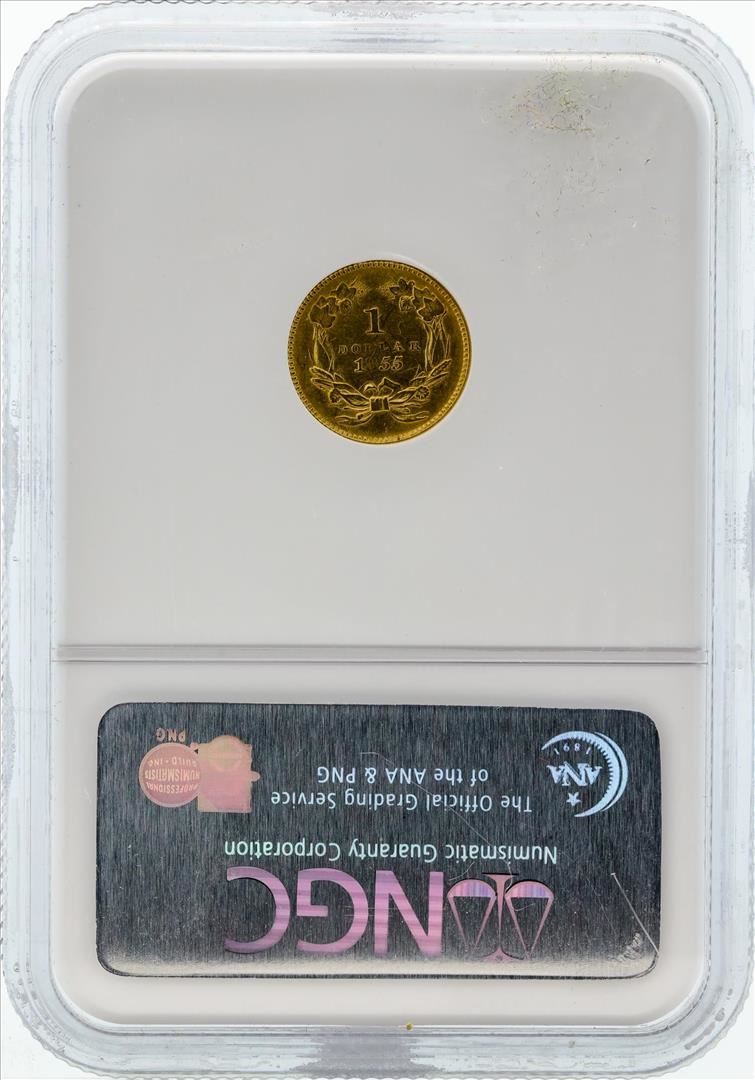 1
DOLLAR
1855
NGC
Numismatic Guaranty Corporation
The Official Grading Service
of the ANA & PNG
ANA
1891
PROFESSIONAL
NUMISMATISTS
GUILD • INC
PNG